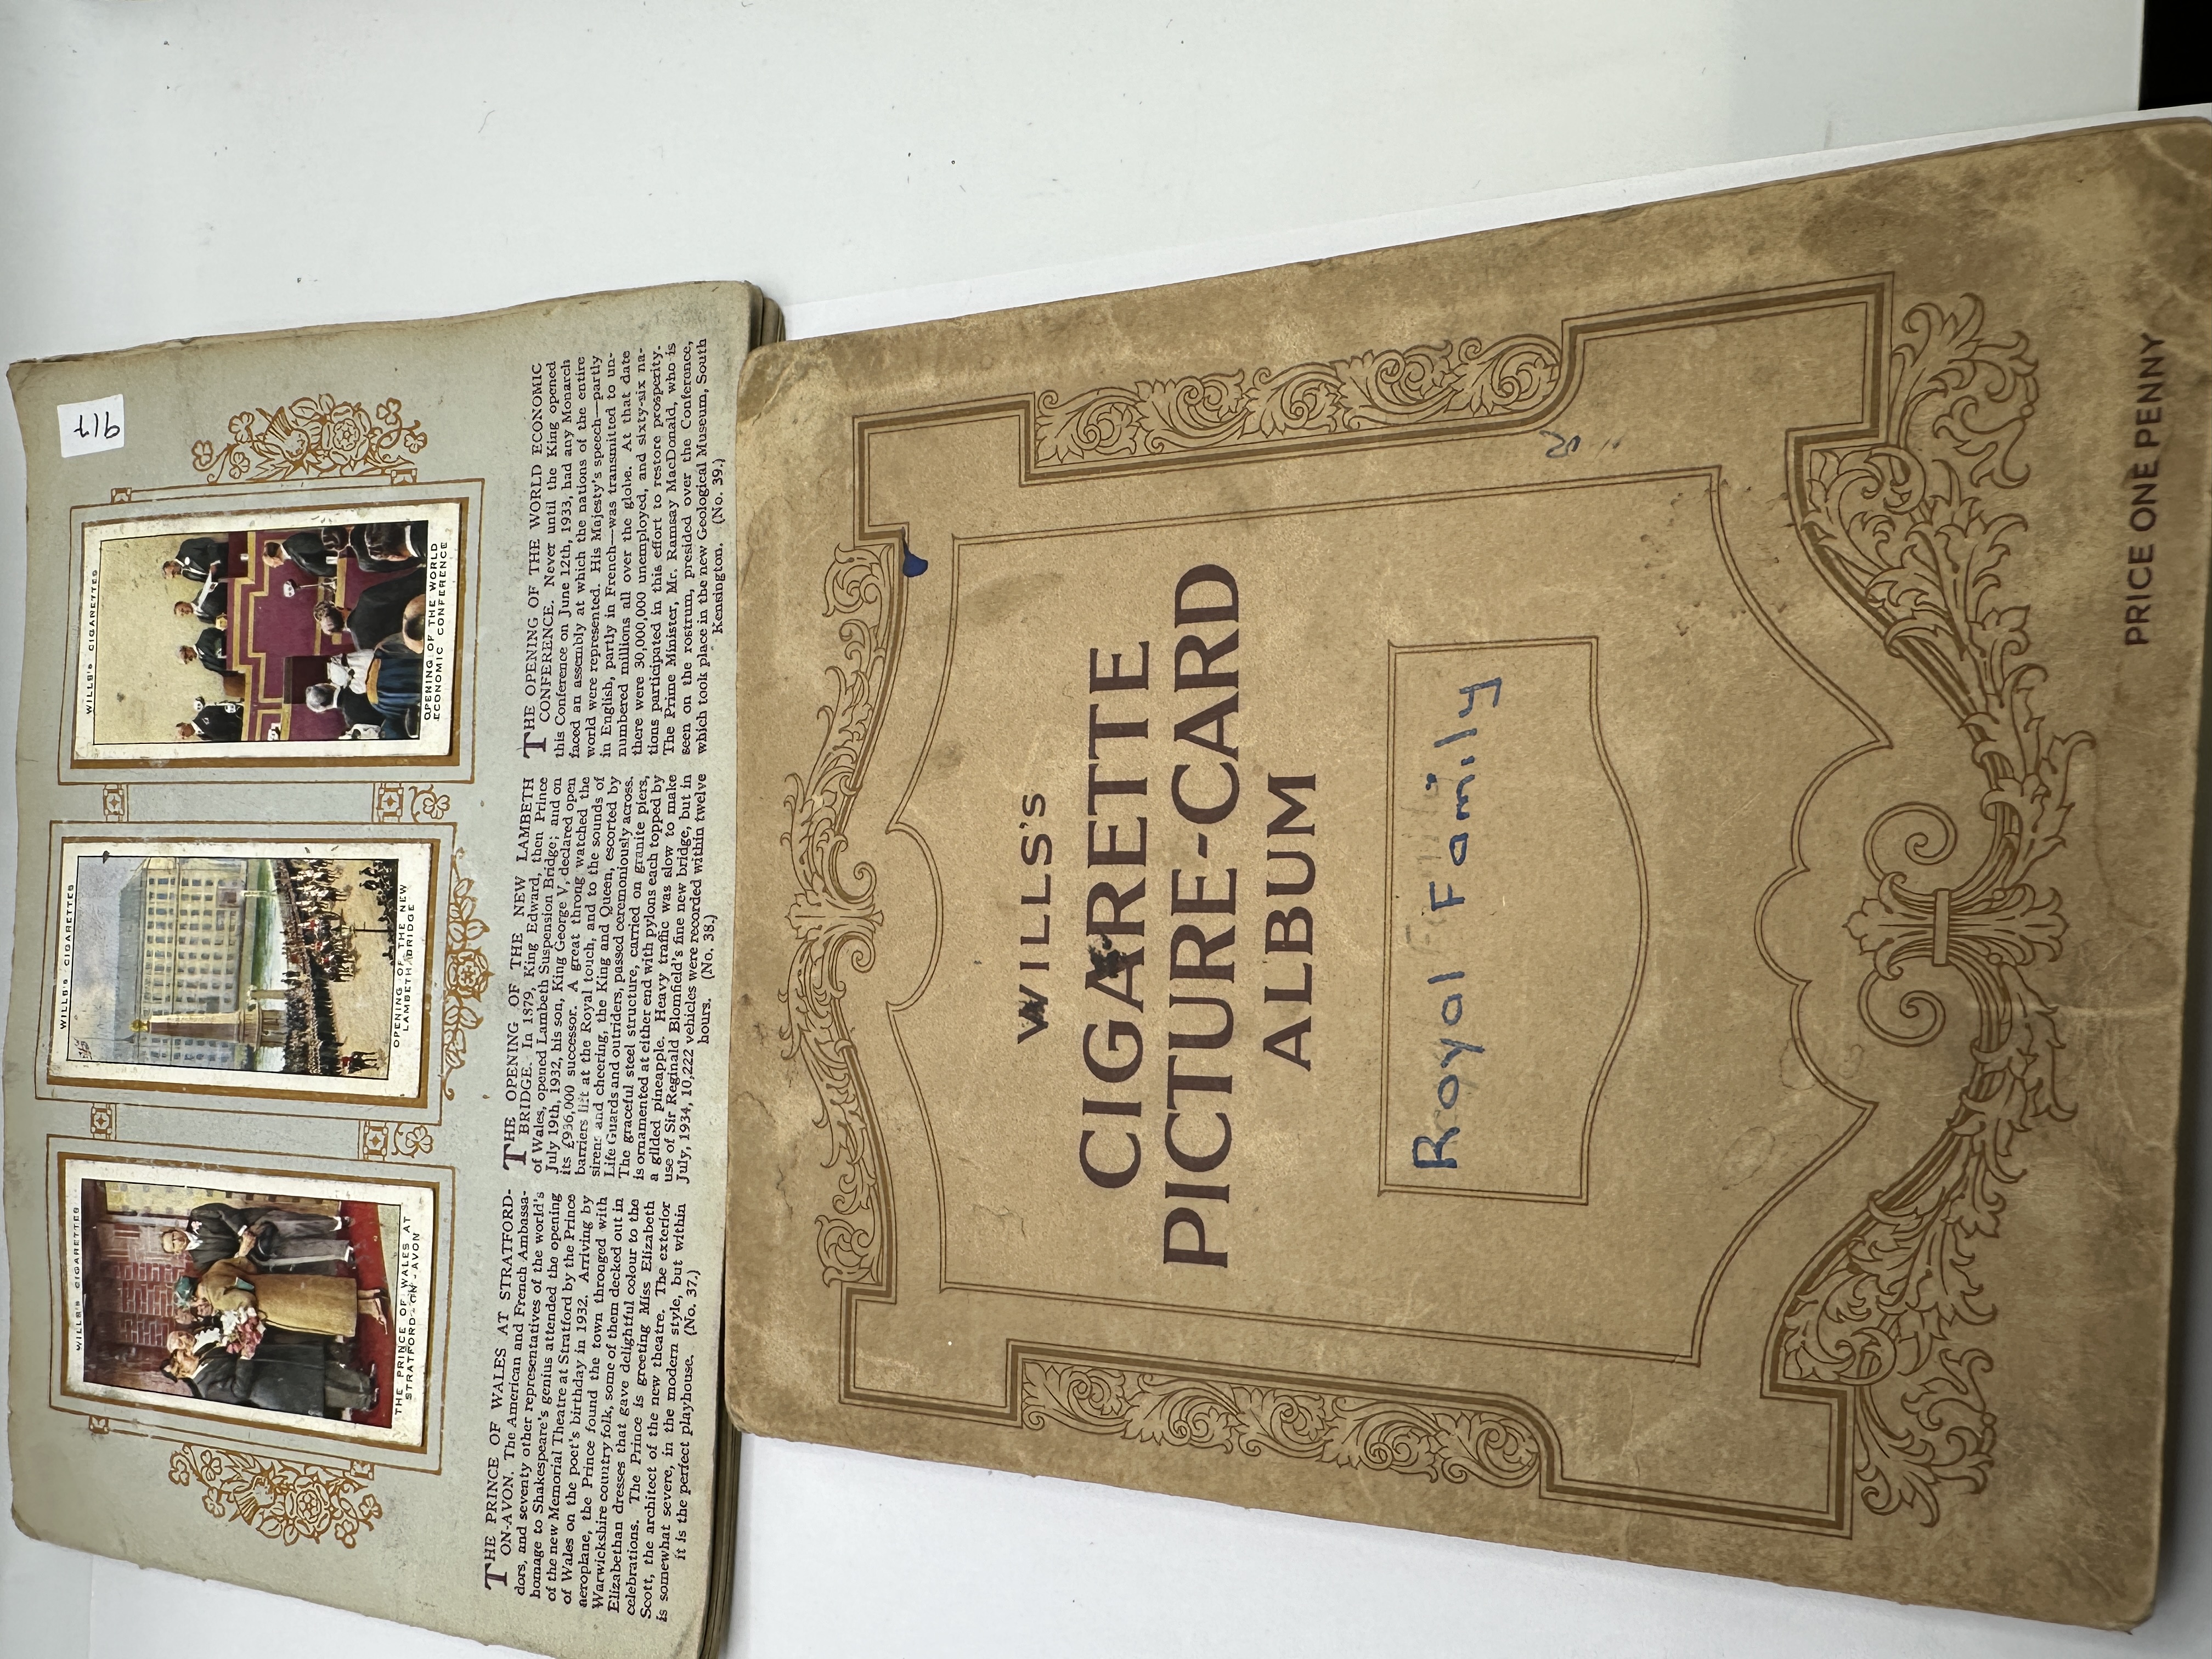 917
WILLS'S CIGARETTES
THE PRINCE OF WALES AT
STRATFORD-ON-AVON
WILLS'S CIGARETTES
OPENING OF THE NEW
LAMBETH BRIDGE
WILLS'S CIGARETTES
OPENING OF THE WORLD
ECONOMIC CONFERENCE
THE PRINCE OF WALES AT STRATFORD-
ON-AVON. The American and French Ambassa-
dors, and seventy other representatives of the world's
homage to Shakespeare's genius attended the opening
of the new Memorial Theatre at Stratford by the Prince
of Wales on the poet's birthday in 1932. Arriving by
aeroplane, the Prince found the town thronged with
Warwickshire country folk, some of them decked out in
Elizabethan dresses that gave delightful colour to the
celebrations. The Prince is greeting Miss Elizabeth
Scott, the architect of the new theatre. The exterior
is somewhat severe, in the modern style, but within
it is the perfect playhouse. (No. 37.)
THE OPENING OF THE NEW LAMBETH
BRIDGE. In 1879, King Edward, then Prince
of Wales, opened Lambeth Suspension Bridge; and on
July 19th, 1932, his son, King George V, declared open
its £936,000 successor. A great throng watched the
barriers lift at the Royal touch, and to the sounds of
sirens and cheering, the King and Queen, escorted by
Life Guards and outriders, passed ceremoniously across.
The graceful steel structure, carried on granite piers,
is ornamented at either end with pylons each topped by
a gilded pineapple. Heavy traffic was slow to make
use of Sir Reginald Blomfield's fine new bridge, but in
July, 1934, 10,222 vehicles were recorded within twelve
hours. (No. 38.)
THE OPENING OF THE WORLD ECONOMIC
CONFERENCE. Never until the King opened
this Conference on June 12th, 1933, had any Monarch
faced an assembly at which the nations of the entire
world were represented. His Majesty's speech—partly
in English, partly in French—was transmitted to un-
numbered millions all over the globe. At that date
there were 30,000,000 unemployed, and sixty-six na-
tions participated in this effort to restore prosperity.
The Prime Minister, Mr. Ramsay MacDonald, who is
seen on the rostrum, presided over the Conference,
which took place in the new Geological Museum, South
Kensington. (No. 39.)
WILLS'S
CIGARETTE
PICTURE-CARD
ALBUM
Royal Family
PRICE ONE PENNY